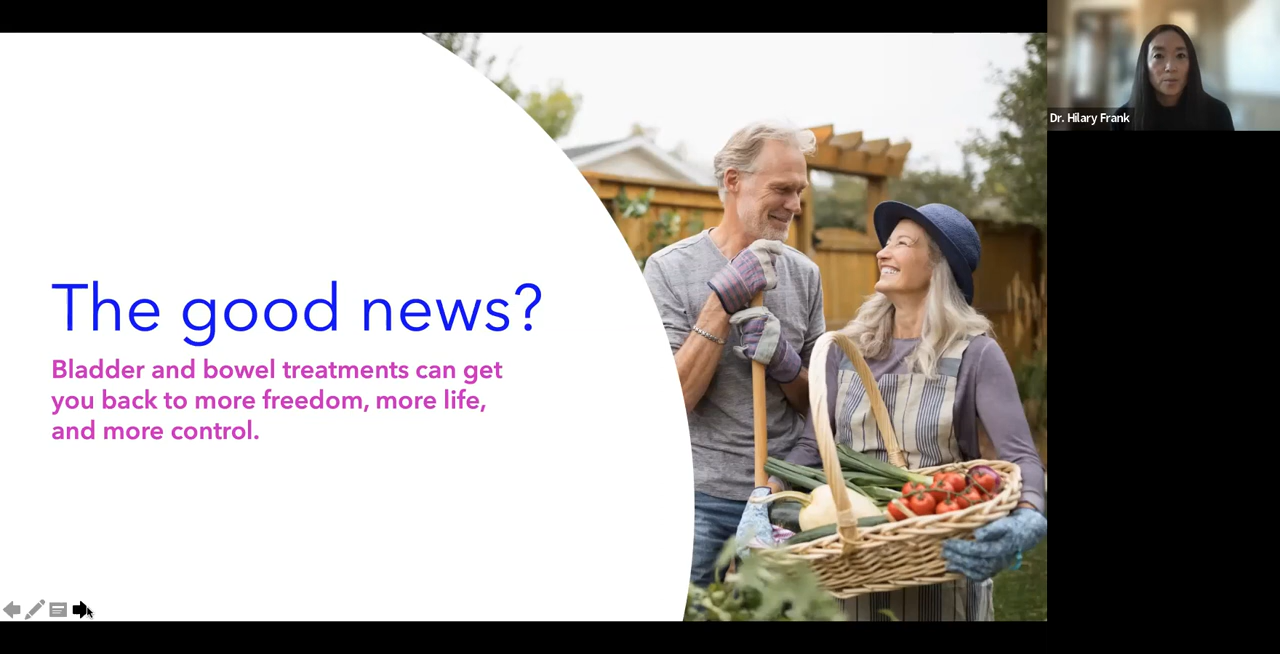 The good news?
Bladder and bowel treatments can get
you back to more freedom, more life,
and more control.
Dr. Hilary Frank